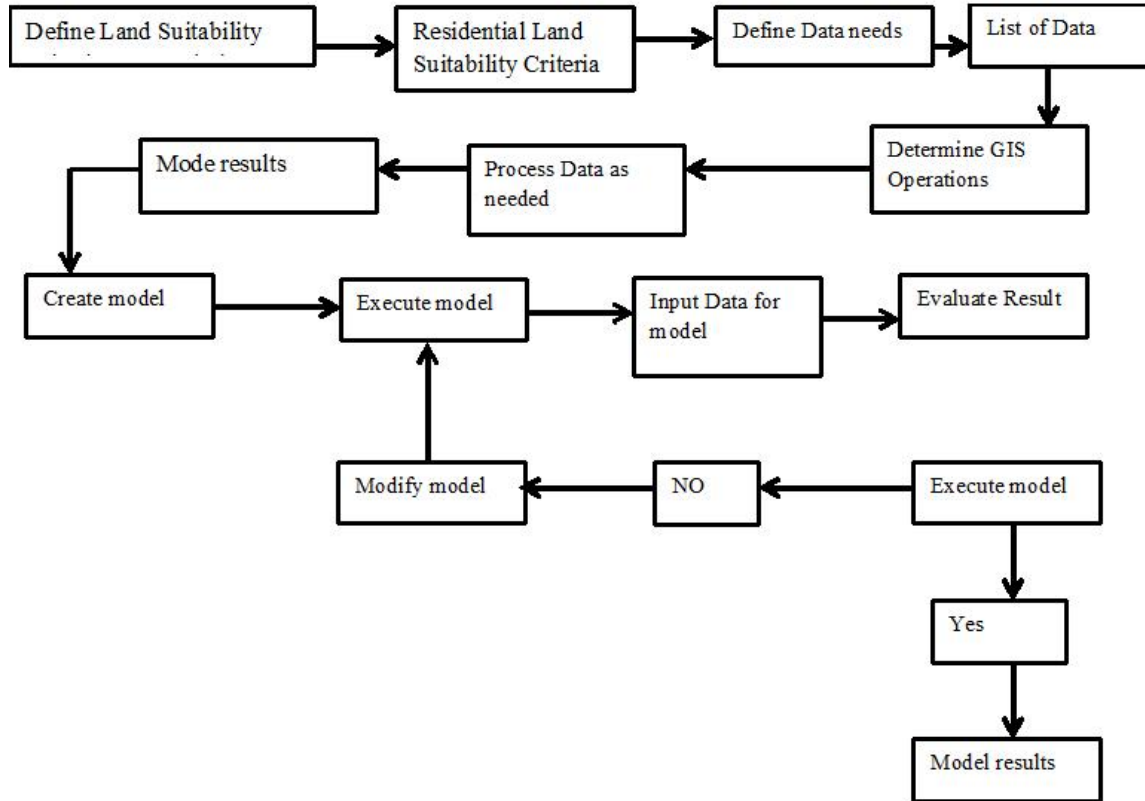 Define Land Suitability
Residential Land
Suitability Criteria
Define Data needs
List of Data
Mode results
Process Data as
needed
Determine GIS
Operations
Create model
Execute model
Input Data for
model
Evaluate Result
Modify model
NO
Execute model
Yes
Model results